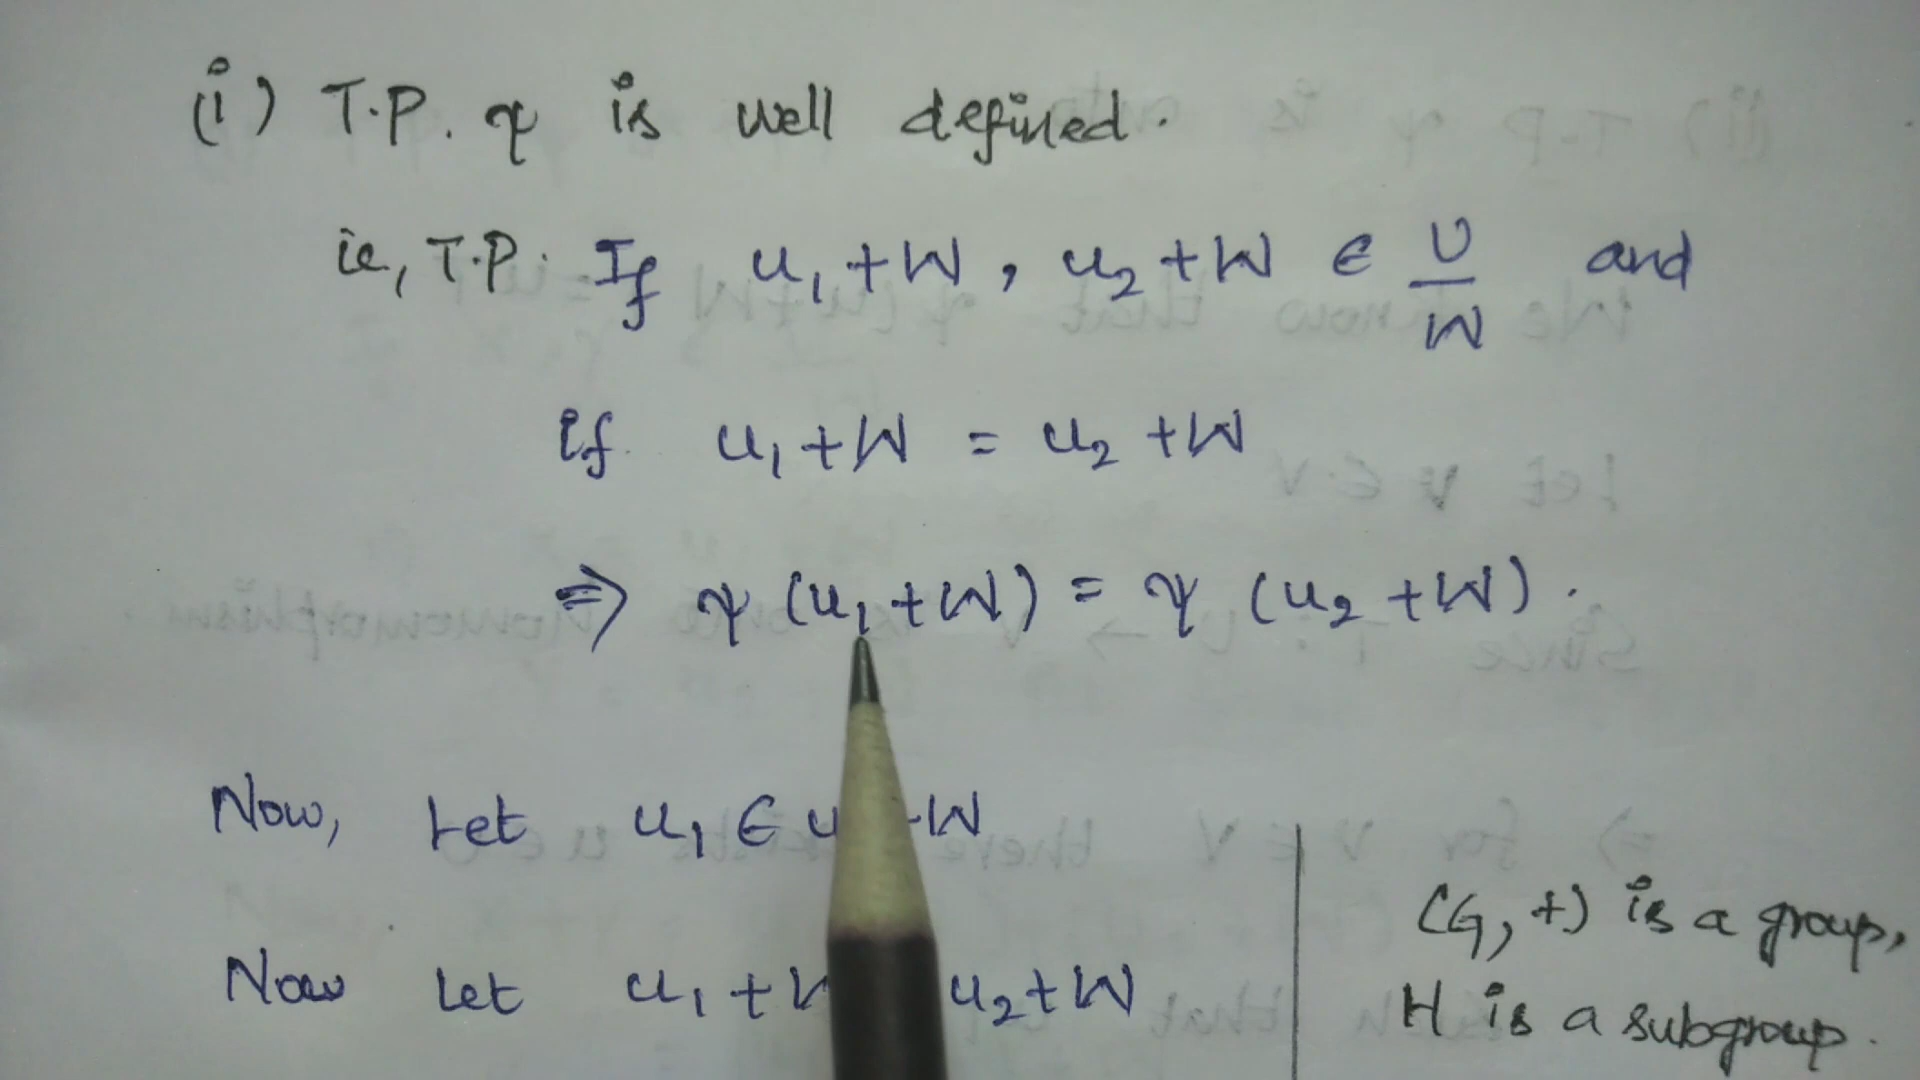 (i) T.P. ψ is well defined.
ie, T.P. If u₁+W, u₂+W ∈ U/W and
if u₁+W = u₂+W
⇒ ψ(u₁+W) = ψ(u₂+W).
Now, Let u₁ ∈ u W
Now Let u₁+W u₂+W
(G, +) is a group,
H is a subgroup.